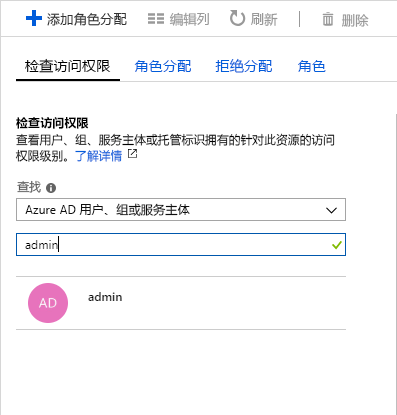 添加角色分配 编辑列 刷新 删除
检查访问权限 角色分配 拒绝分配 角色
检查访问权限
查看用户、组、服务主体或托管标识拥有的针对此资源的访问
权限级别。了解详情
查找
Azure AD 用户、组或服务主体
admin
AD admin